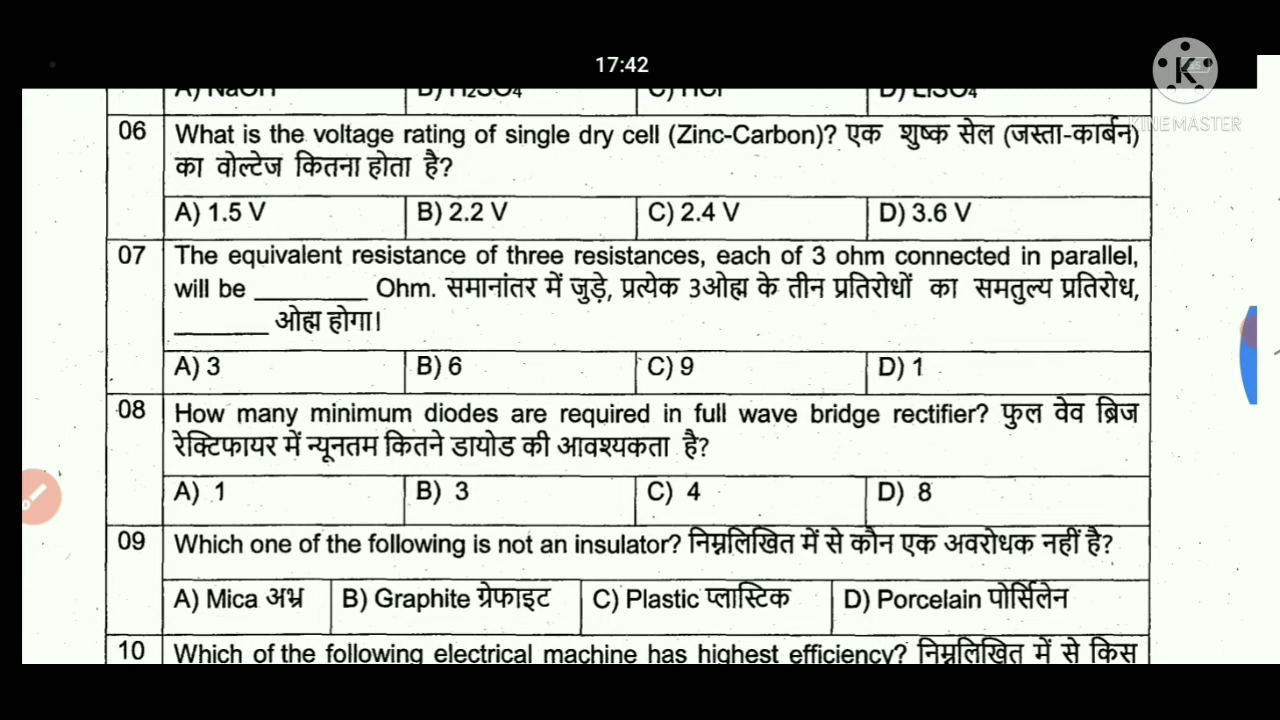 17:42
KINEMASTER
A) NaOH B) H₂SO₄ C) HCl D) LiSO₄
06 What is the voltage rating of single dry cell (Zinc-Carbon)? एक शुष्क सेल (जस्ता-कार्बन)
का वोल्टेज कितना होता है?
A) 1.5 V B) 2.2 V C) 2.4 V D) 3.6 V
07 The equivalent resistance of three resistances, each of 3 ohm connected in parallel,
will be ________ Ohm. समानांतर में जुड़े, प्रत्येक 3ओह्म के तीन प्रतिरोधों का समतुल्य प्रतिरोध,
_______ ओह्म होगा।
A) 3 B) 6 C) 9 D) 1
08 How many minimum diodes are required in full wave bridge rectifier? फुल वेव ब्रिज
रेक्टिफायर में न्यूनतम कितने डायोड की आवश्यकता है?
A) 1 B) 3 C) 4 D) 8
09 Which one of the following is not an insulator? निम्नलिखित में से कौन एक अवरोधक नहीं है?
A) Mica अभ्र B) Graphite ग्रेफाइट C) Plastic प्लास्टिक D) Porcelain पोर्सिलेन
10 Which of the following electrical machine has highest efficiency? निम्नलिखित में से किस